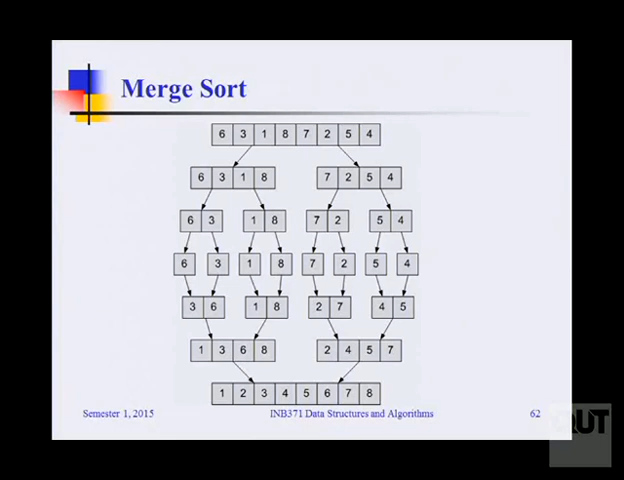 Merge Sort
6 3 1 8 7 2 5 4
6 3 1 8 7 2 5 4
6 3 1 8 7 2 5 4
6 3 1 8 7 2 5 4
3 6 1 8 2 7 4 5
1 3 6 8 2 4 5 7
1 2 3 4 5 6 7 8
Semester 1, 2015 INB371 Data Structures and Algorithms 62
QUT